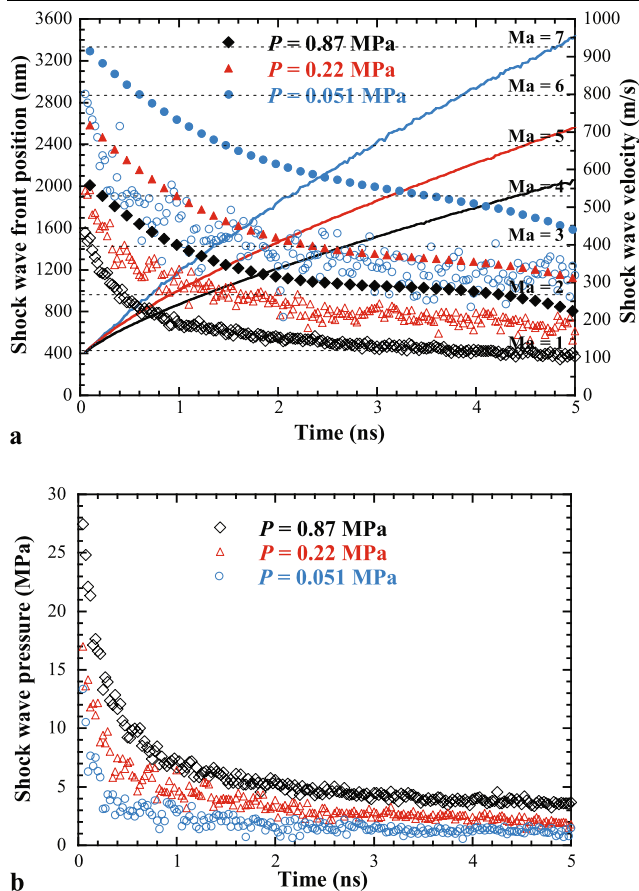 3600
3200
2800
2400
2000
1600
1200
800
400
0
Shock wave front position (nm)
P = 0.87 MPa
P = 0.22 MPa
P = 0.051 MPa
Ma = 7
Ma = 6
Ma = 5
Ma = 4
Ma = 3
Ma = 2
Ma = 1
1000
900
800
700
600
500
400
300
200
100
0
Shock wave velocity (m/s)
0 1 2 3 4 5
Time (ns)
a
30
25
20
15
10
5
0
Shock wave pressure (MPa)
P = 0.87 MPa
P = 0.22 MPa
P = 0.051 MPa
0 1 2 3 4 5
Time (ns)
b